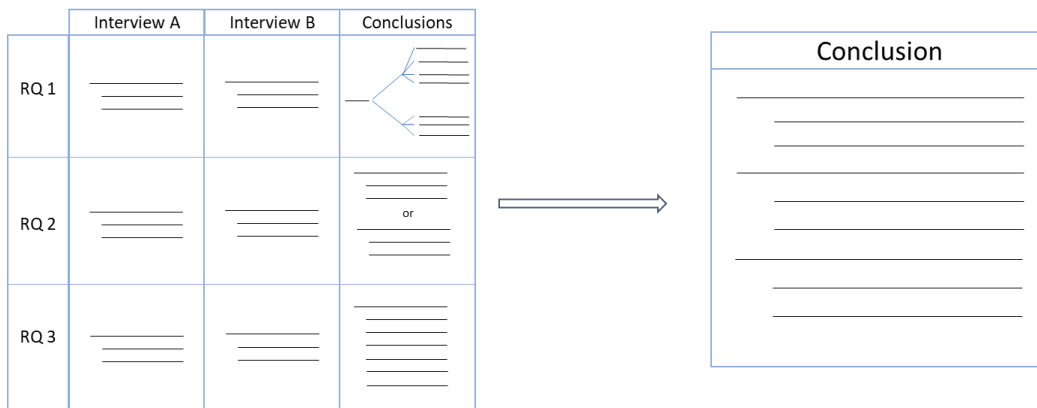 Interview A Interview B Conclusions
RQ 1
RQ 2
or
RQ 3
Conclusion